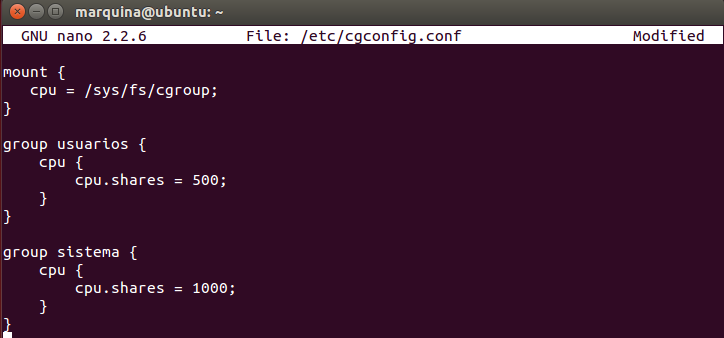 marquina@ubuntu: ~
GNU nano 2.2.6 File: /etc/cgconfig.conf Modified
mount {
cpu = /sys/fs/cgroup;
}
group usuarios {
cpu {
cpu.shares = 500;
}
}
group sistema {
cpu {
cpu.shares = 1000;
}
}